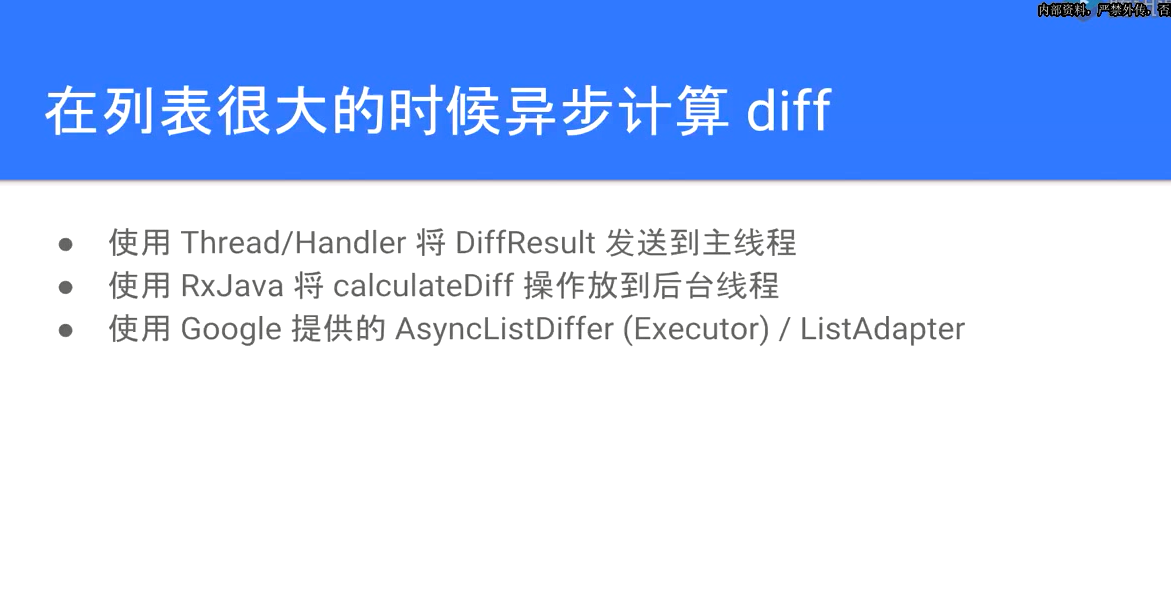 内部资料，严禁外传，否
在列表很大的时候异步计算 diff
● 使用 Thread/Handler 将 DiffResult 发送到主线程
● 使用 RxJava 将 calculateDiff 操作放到后台线程
● 使用 Google 提供的 AsyncListDiffer (Executor) / ListAdapter